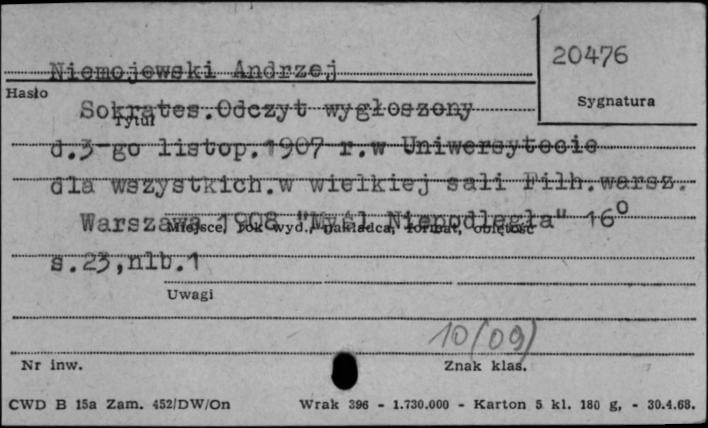 Niemojewski Andrzej
20476
Hasło
Sygnatura
Sokrates.Odczyt wygłoszony
Tytuł
d.3-go listop.1907 r.w Uniwersytecie
dla wszystkich.w wielkiej sali Filh.warsz.
Warszawa 1908 "Myśl Niepodległa" 16⁰
Miejsce, rok wyd., nakładca, format, objętość
s.23,nlb.1
Uwagi
10(09)
Nr inw.
Znak klas.
CWD B 15a Zam. 452/DW/On Wrak 396 - 1.730.000 - Karton 5 kl. 180 g, - 30.4.68.